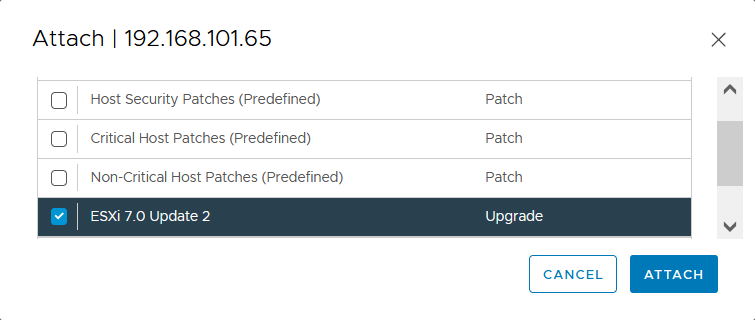 Attach | 192.168.101.65
Host Security Patches (Predefined) Patch
Critical Host Patches (Predefined) Patch
Non-Critical Host Patches (Predefined) Patch
ESXi 7.0 Update 2 Upgrade
CANCEL ATTACH